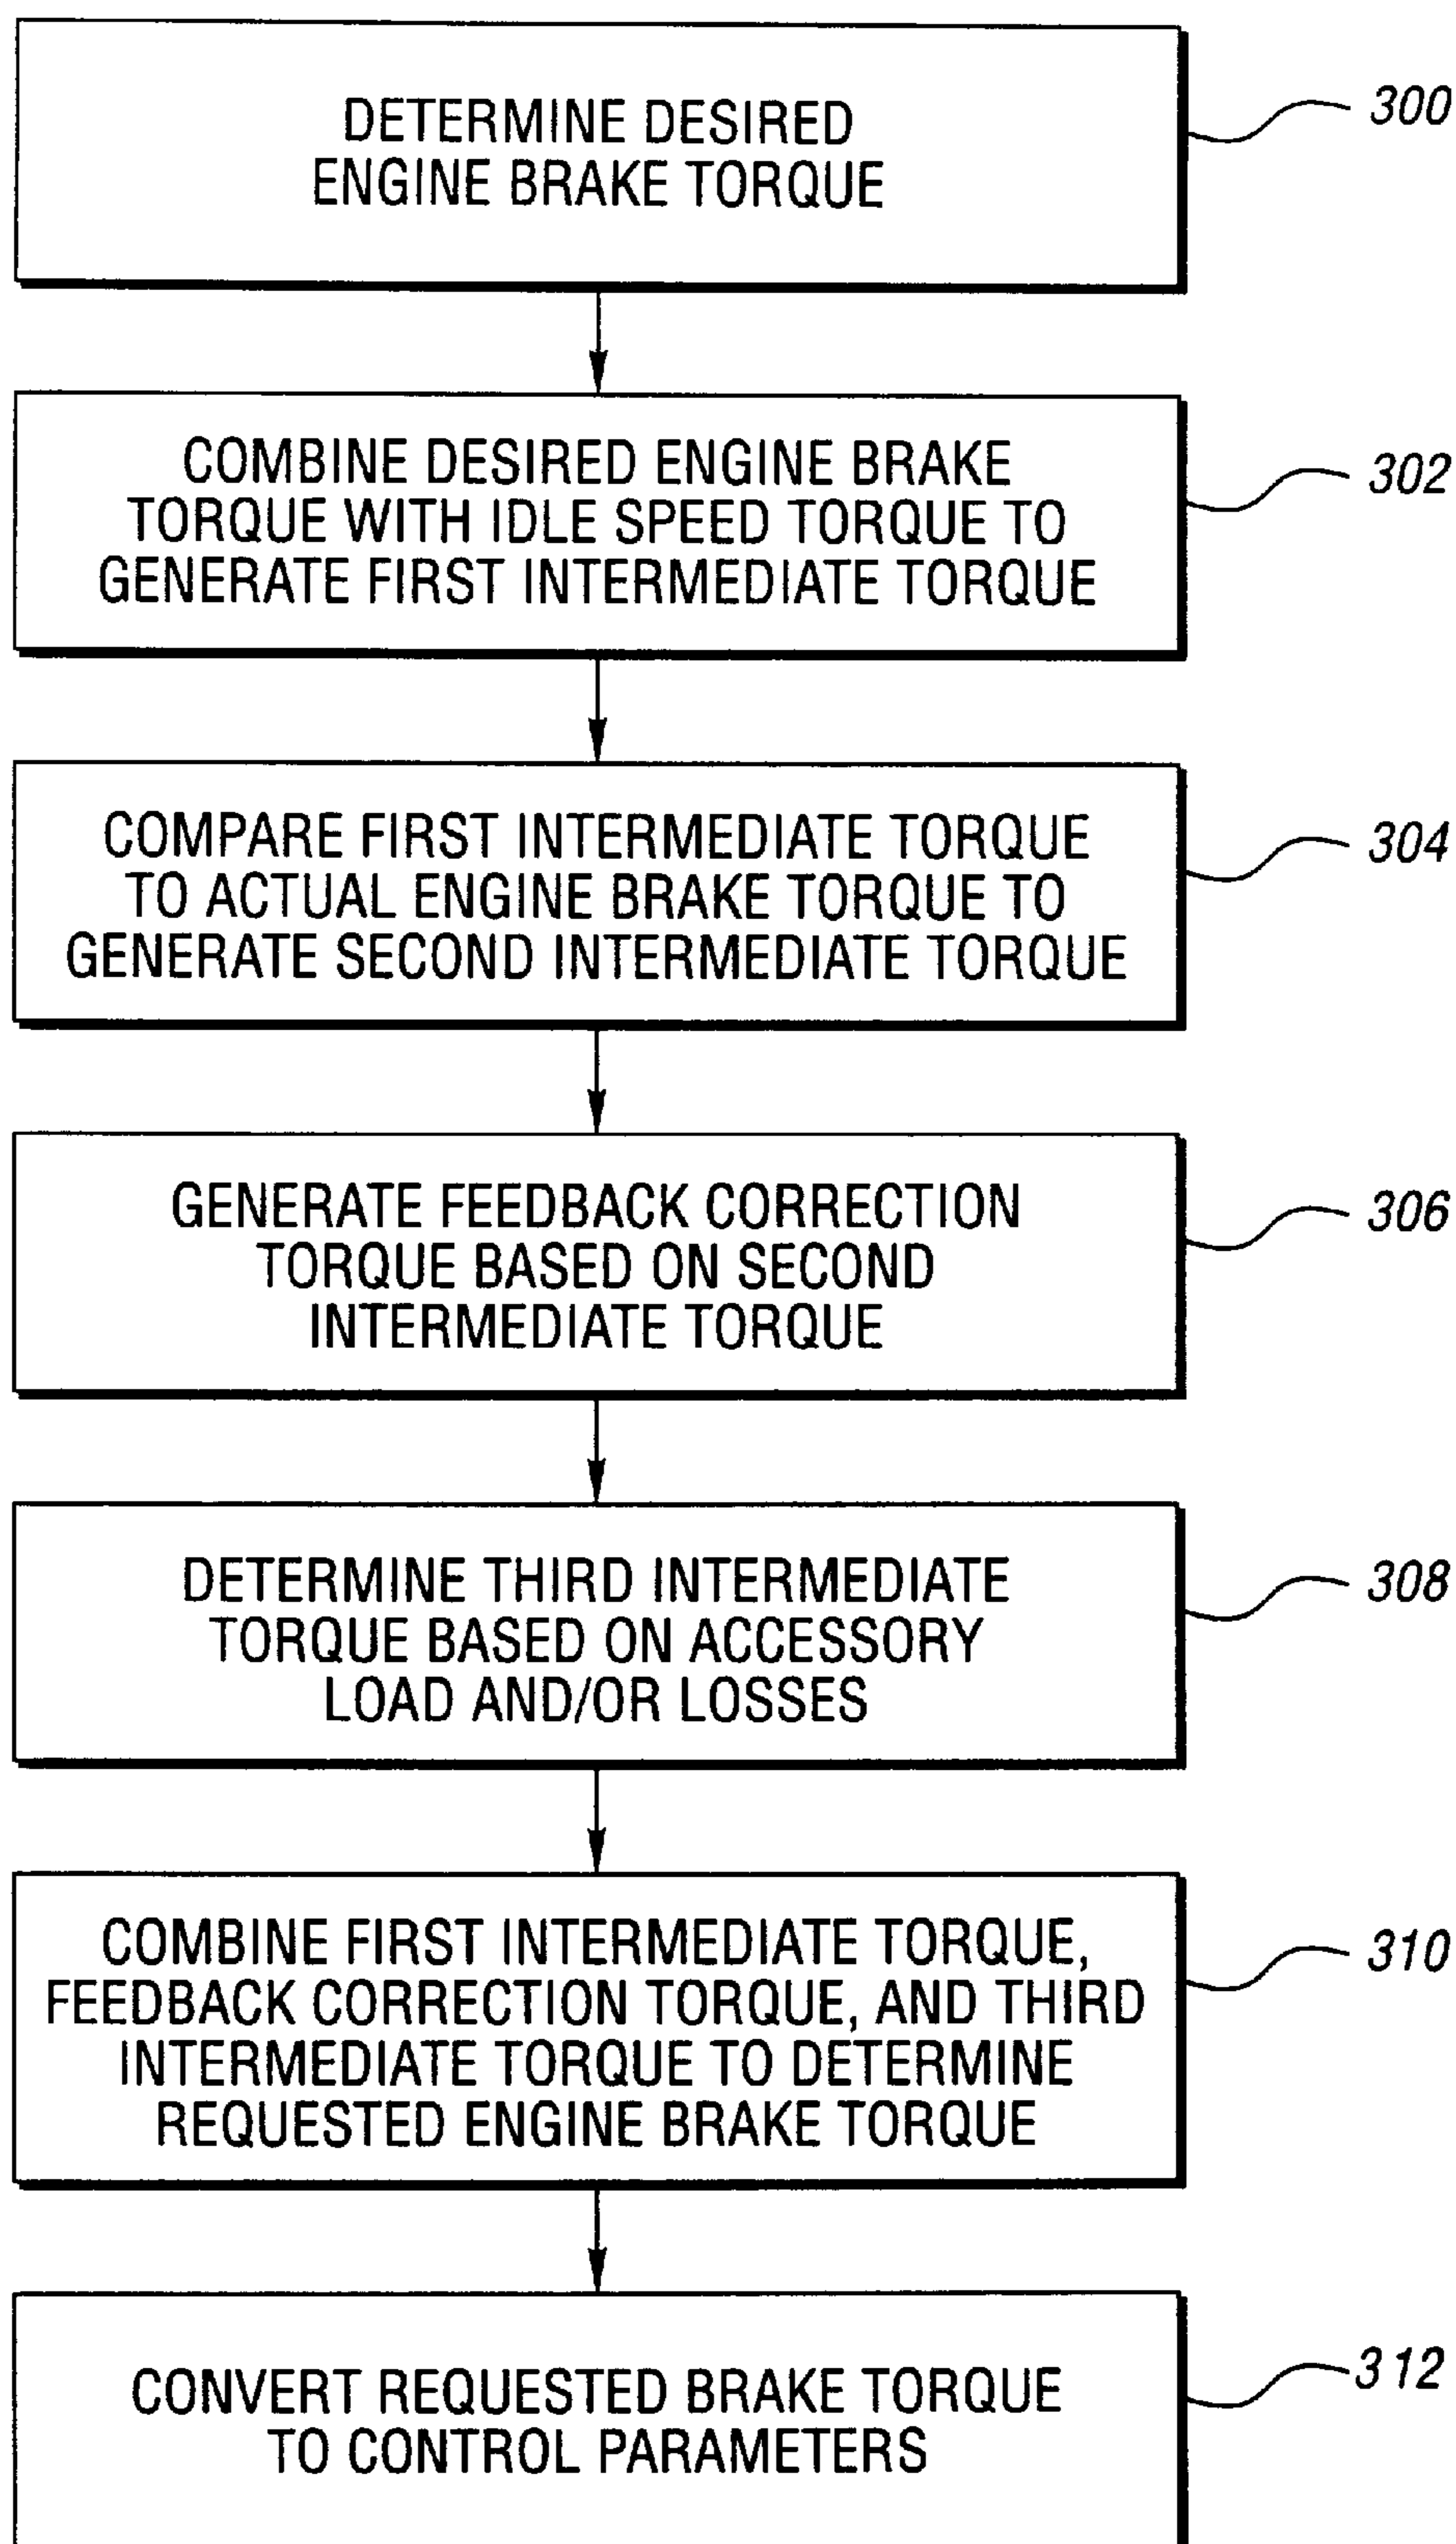 DETERMINE DESIRED
ENGINE BRAKE TORQUE
300
COMBINE DESIRED ENGINE BRAKE
TORQUE WITH IDLE SPEED TORQUE TO
GENERATE FIRST INTERMEDIATE TORQUE
302
COMPARE FIRST INTERMEDIATE TORQUE
TO ACTUAL ENGINE BRAKE TORQUE TO
GENERATE SECOND INTERMEDIATE TORQUE
304
GENERATE FEEDBACK CORRECTION
TORQUE BASED ON SECOND
INTERMEDIATE TORQUE
306
DETERMINE THIRD INTERMEDIATE
TORQUE BASED ON ACCESSORY
LOAD AND/OR LOSSES
308
COMBINE FIRST INTERMEDIATE TORQUE,
FEEDBACK CORRECTION TORQUE, AND THIRD
INTERMEDIATE TORQUE TO DETERMINE
REQUESTED ENGINE BRAKE TORQUE
310
CONVERT REQUESTED BRAKE TORQUE
TO CONTROL PARAMETERS
312